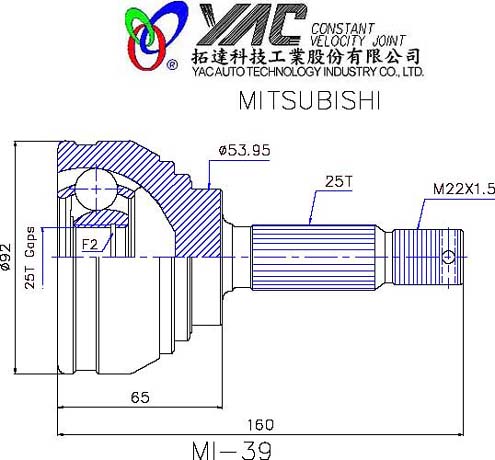 YAC CONSTANT
VELOCITY JOINT
®
拓達科技工業股份有限公司
YAC AUTO TECHNOLOGY INDUSTRY CO., LTD.
MITSUBISHI
ø53.95
25T
M22X1.5
ø92
25T Gaps
F2
65
160
MI-39